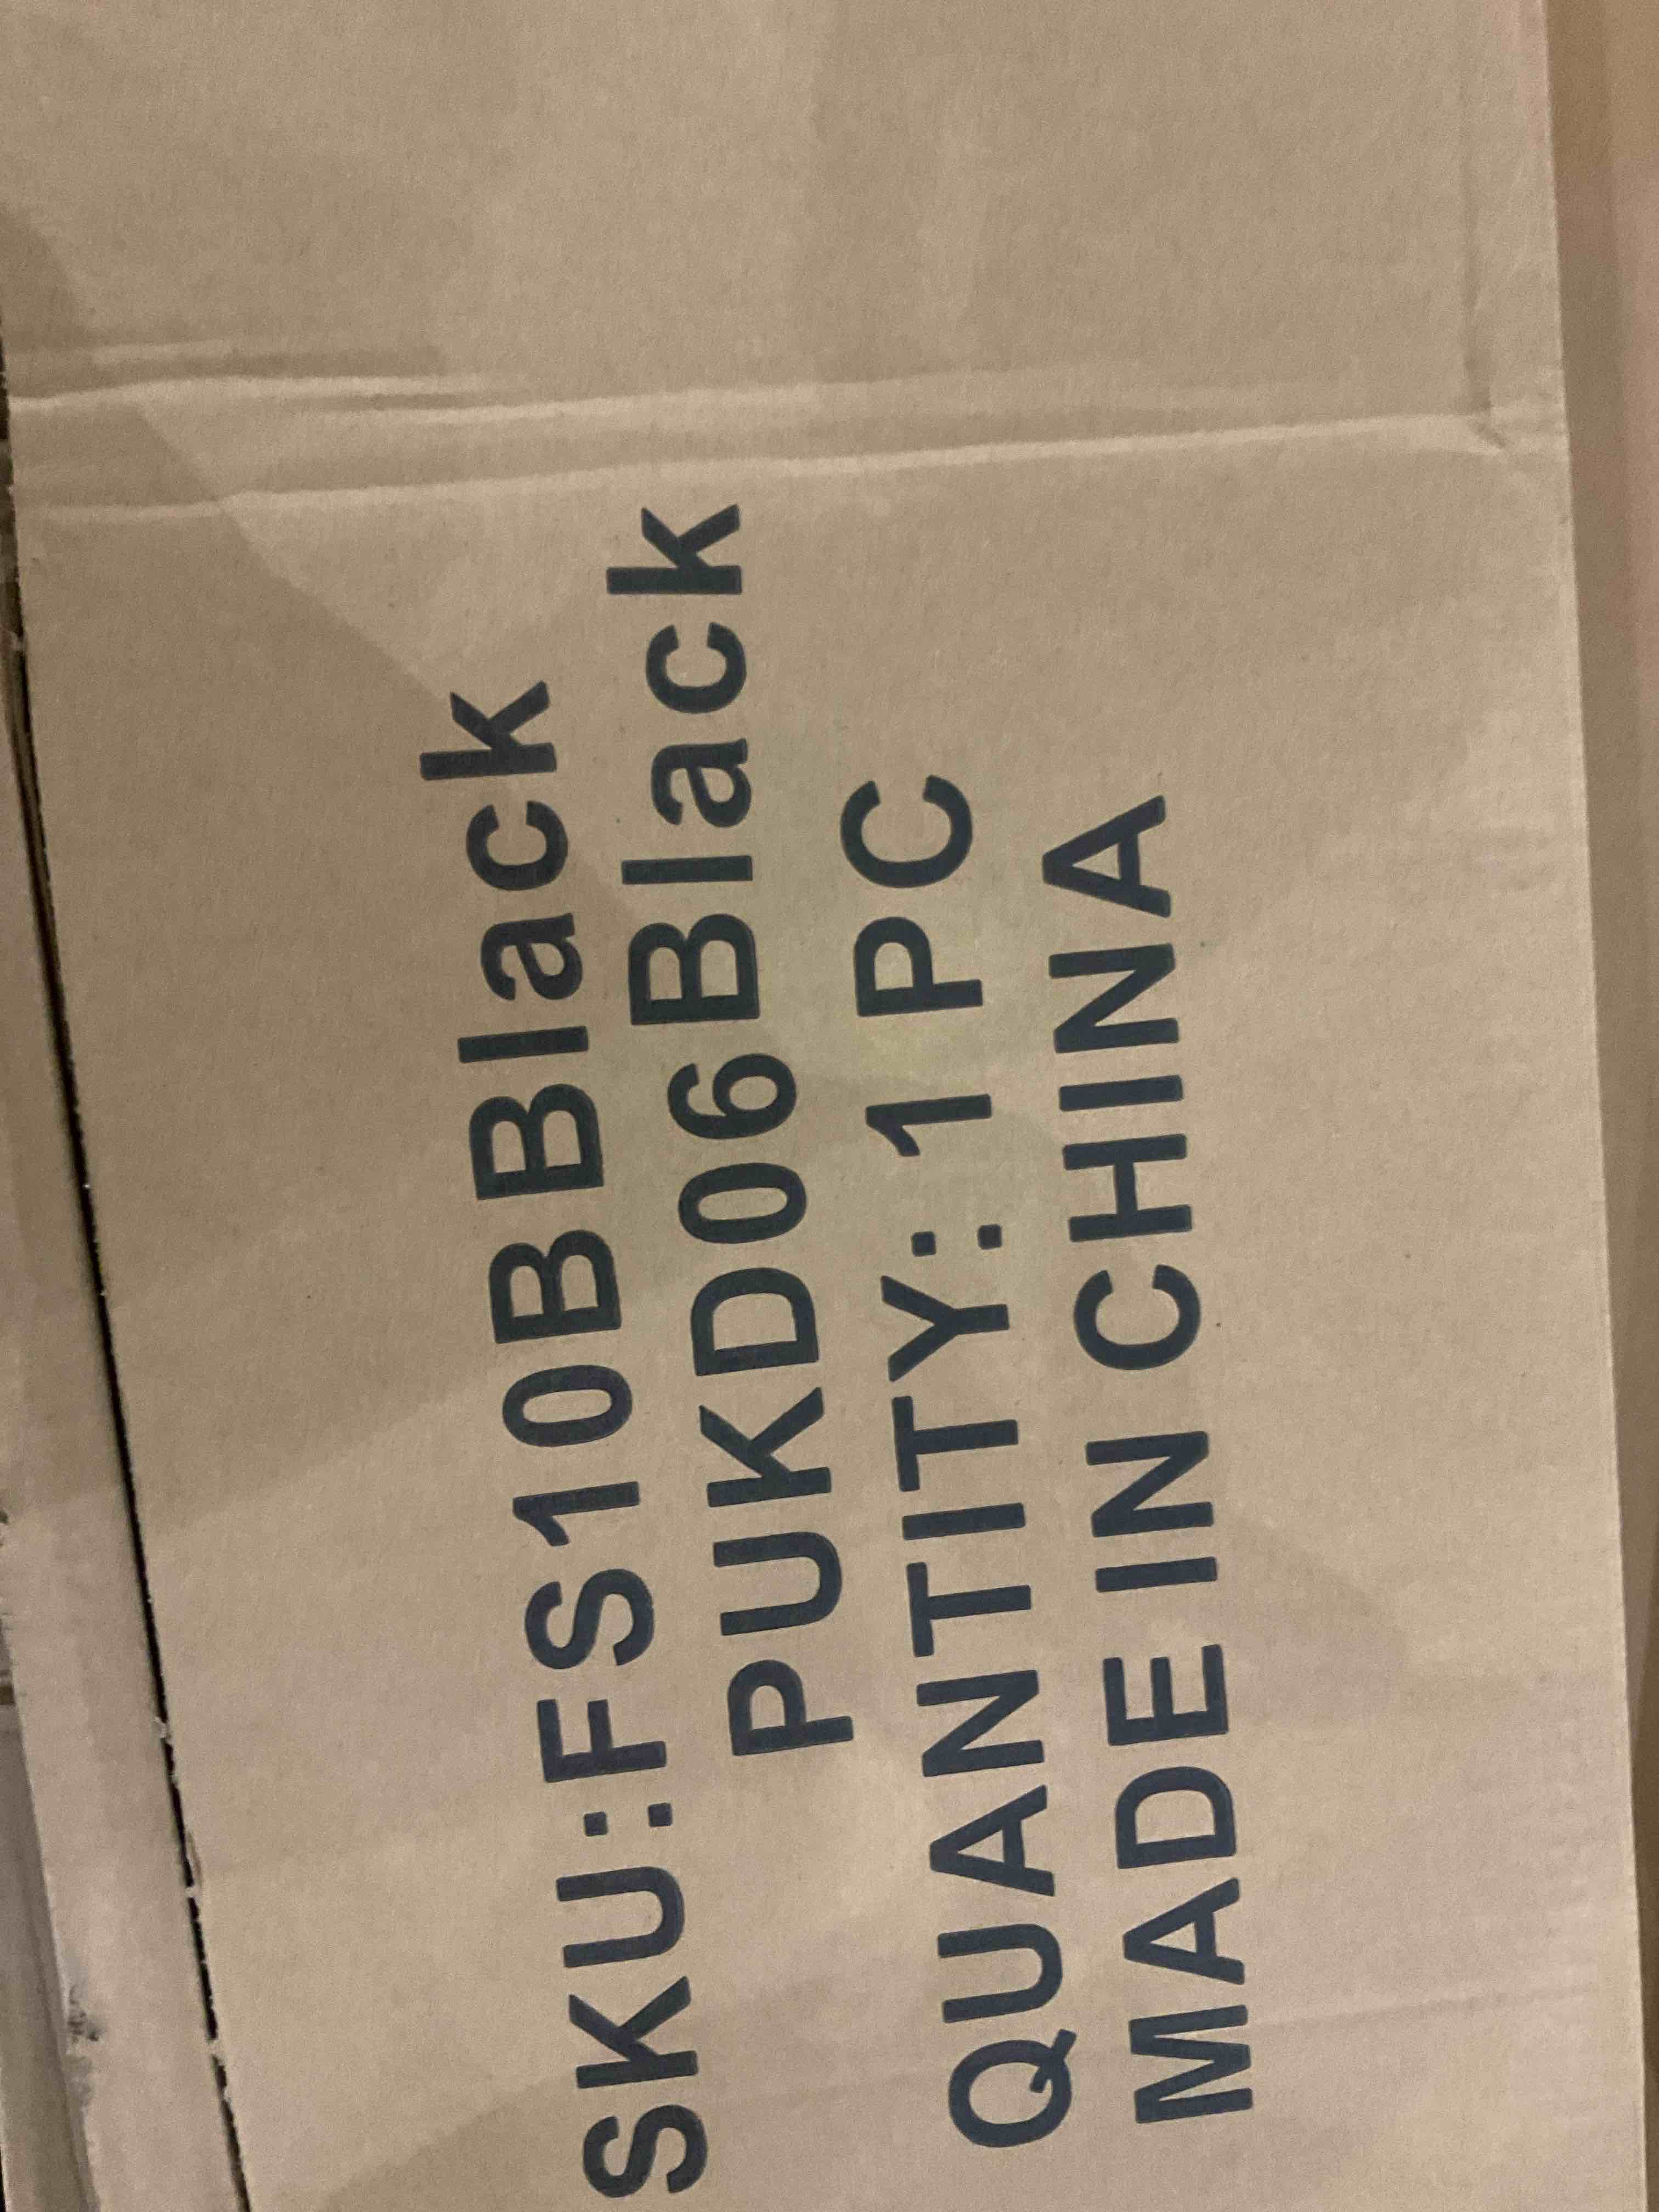 SKU:FS10BBlack
PUKD06Black
QUANTITY: 1 PC
MADE IN CHINA